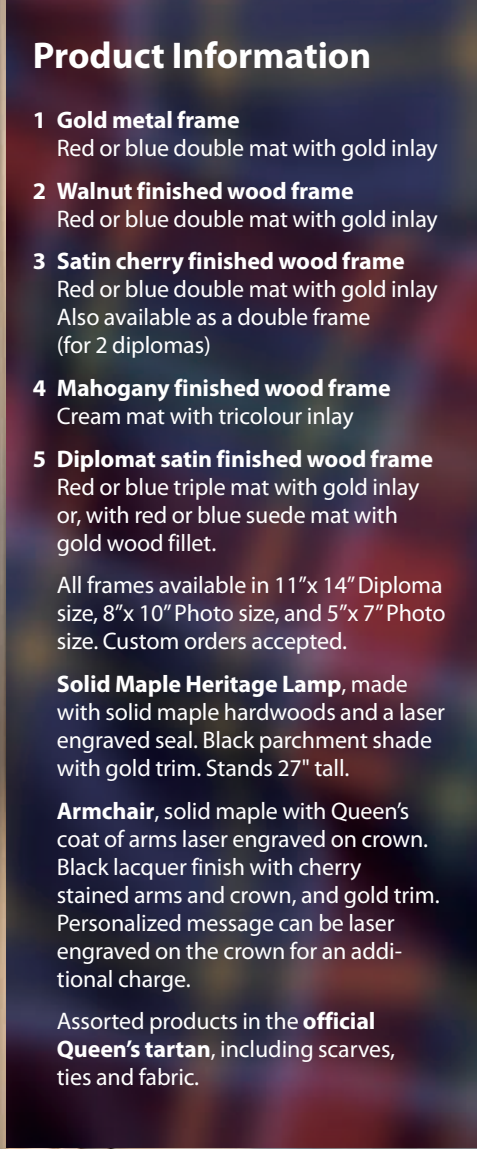 Product Information
1 Gold metal frame
Red or blue double mat with gold inlay
2 Walnut finished wood frame
Red or blue double mat with gold inlay
3 Satin cherry finished wood frame
Red or blue double mat with gold inlay
Also available as a double frame
(for 2 diplomas)
4 Mahogany finished wood frame
Cream mat with tricolour inlay
5 Diplomat satin finished wood frame
Red or blue triple mat with gold inlay
or, with red or blue suede mat with
gold wood fillet.
All frames available in 11”x 14” Diploma
size, 8”x 10” Photo size, and 5”x 7” Photo
size. Custom orders accepted.
Solid Maple Heritage Lamp, made
with solid maple hardwoods and a laser
engraved seal. Black parchment shade
with gold trim. Stands 27" tall.
Armchair, solid maple with Queen’s
coat of arms laser engraved on crown.
Black lacquer finish with cherry
stained arms and crown, and gold trim.
Personalized message can be laser
engraved on the crown for an addi-
tional charge.
Assorted products in the official
Queen’s tartan, including scarves,
ties and fabric.